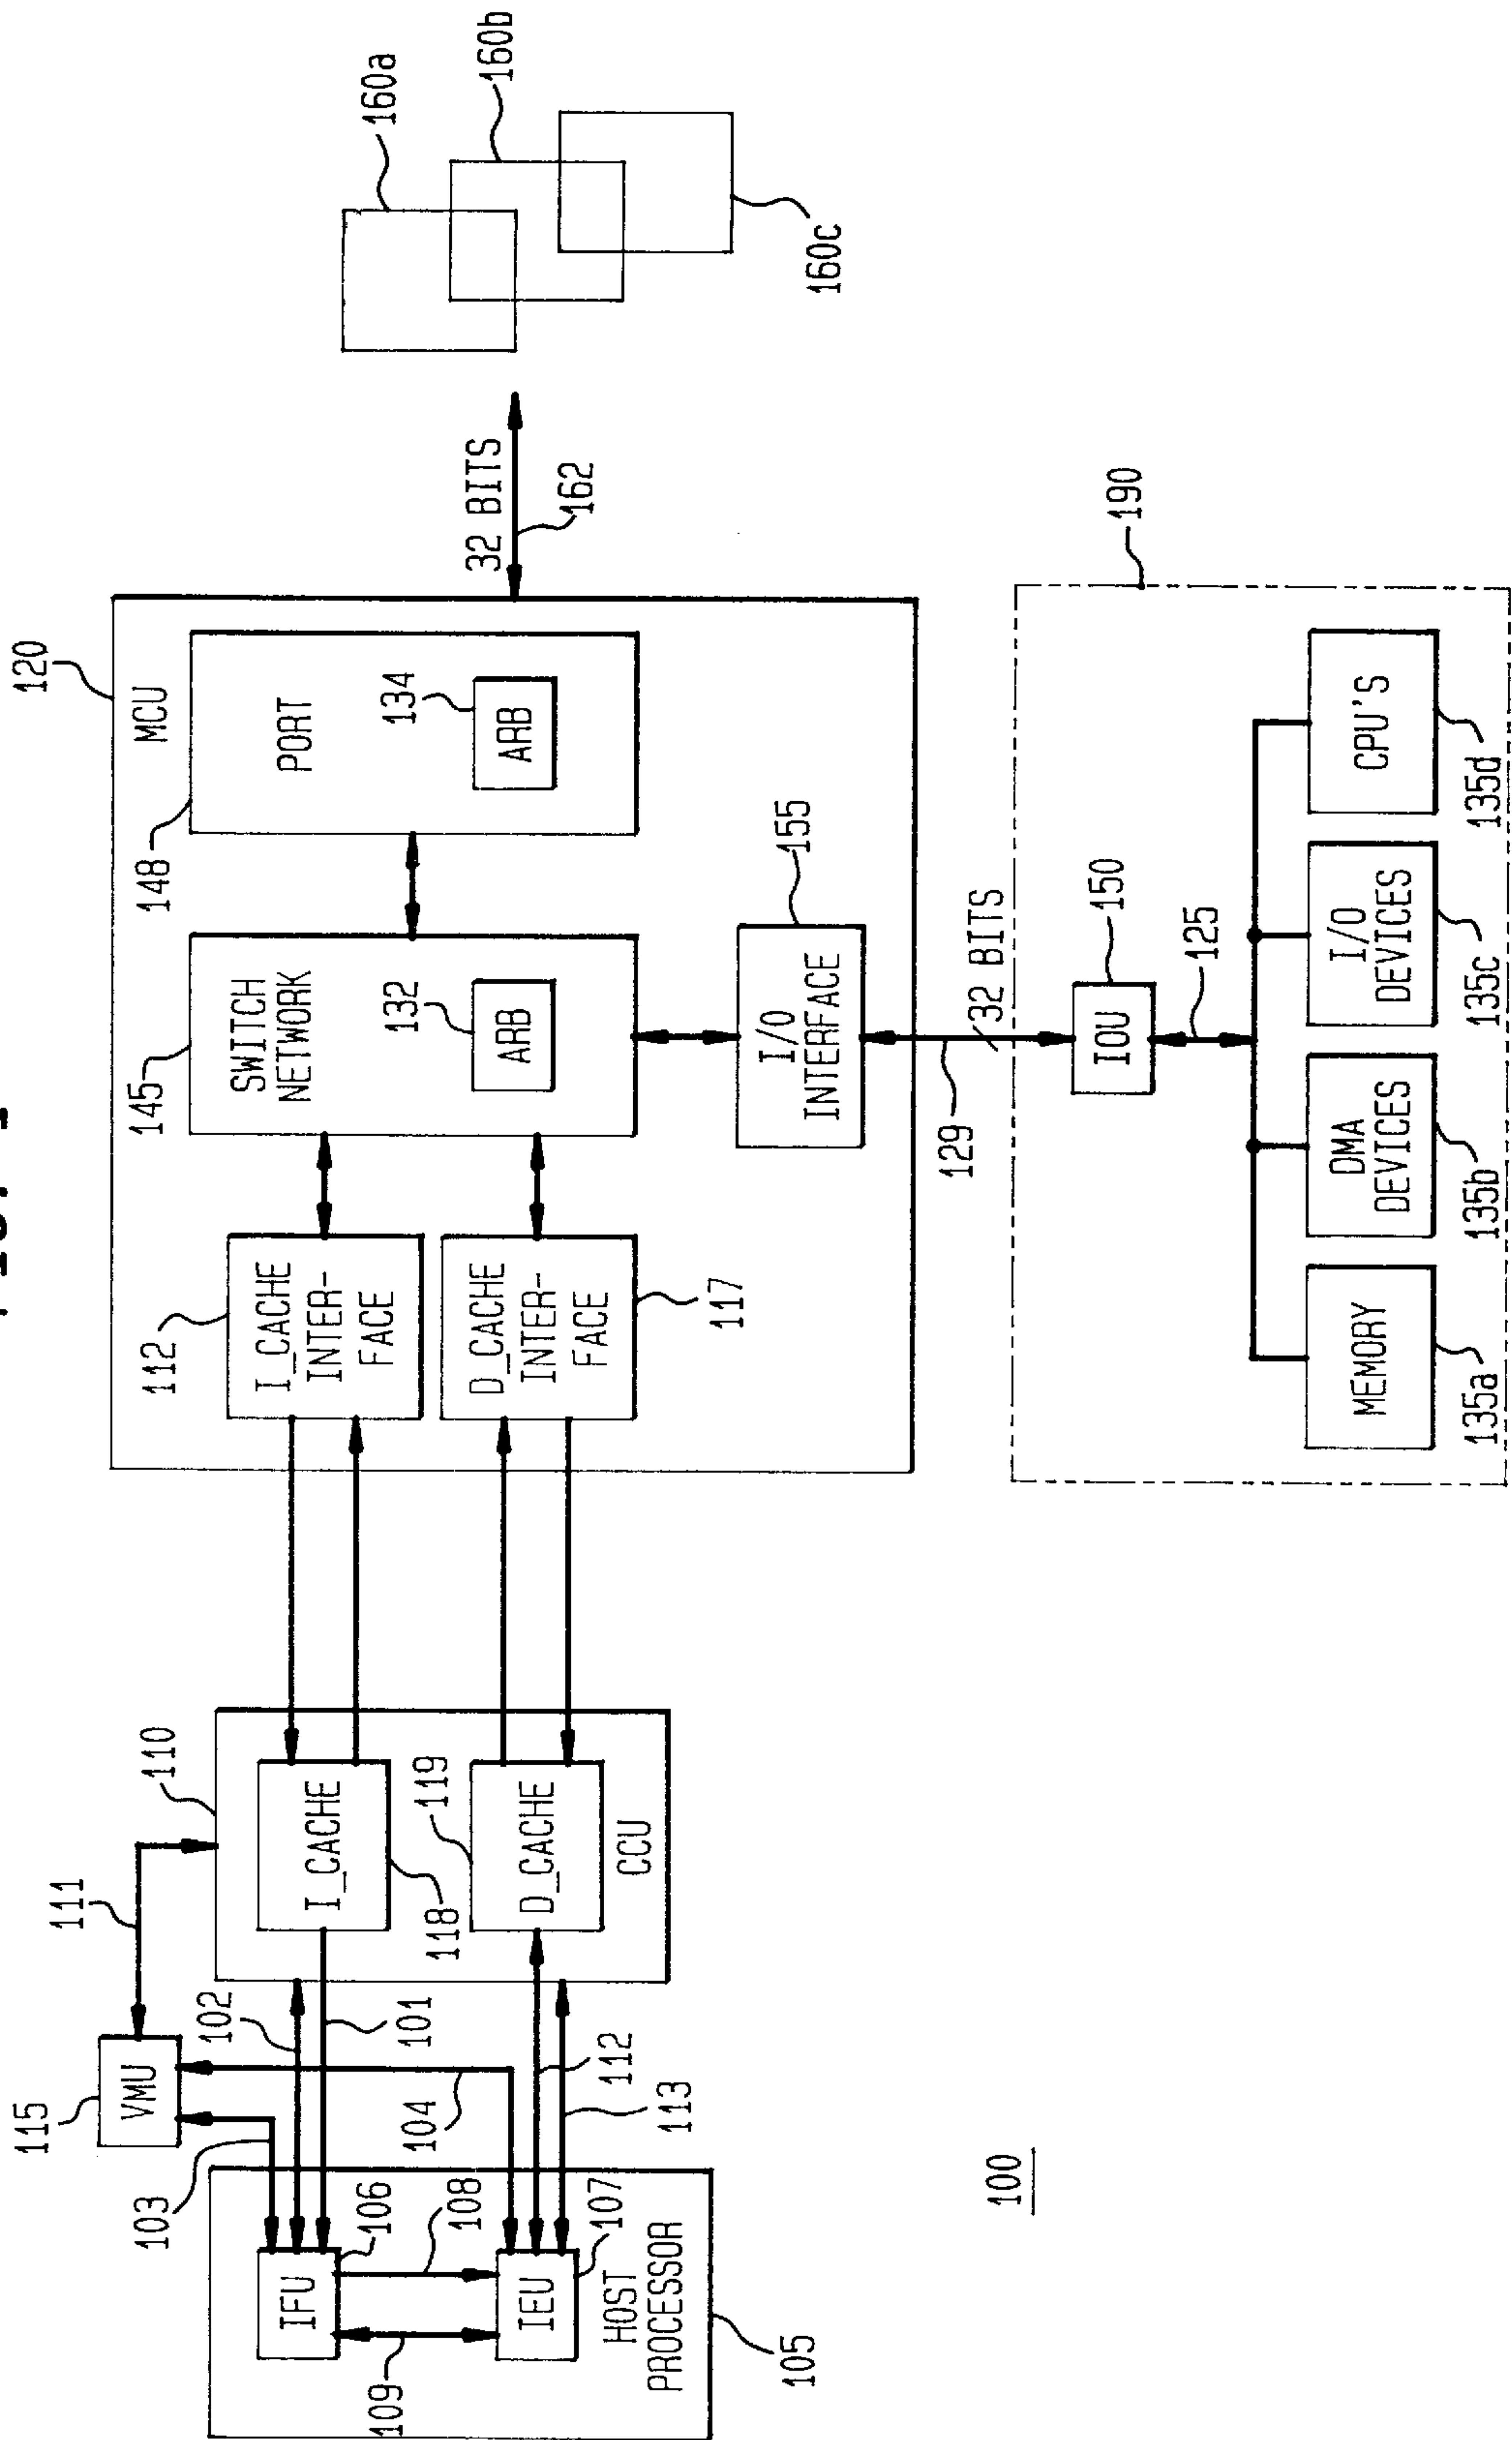 115
VMU
111
103
102
101
104
112
113
110
I_CACHE
118
119
D_CACHE
CCU
IFU
106
109
108
IEU
107
HOST
PROCESSOR
105
120
MCU
112
I_CACHE
INTER-
FACE
D_CACHE
INTER-
FACE
117
145
SWITCH
NETWORK
132
ARB
148
PORT
134
ARB
I/O
INTERFACE
155
32 BITS
162
160a
160b
160c
129
32 BITS
190
IOU
150
125
MEMORY
135a
DMA
DEVICES
135b
I/O
DEVICES
135c
CPU'S
135d
100